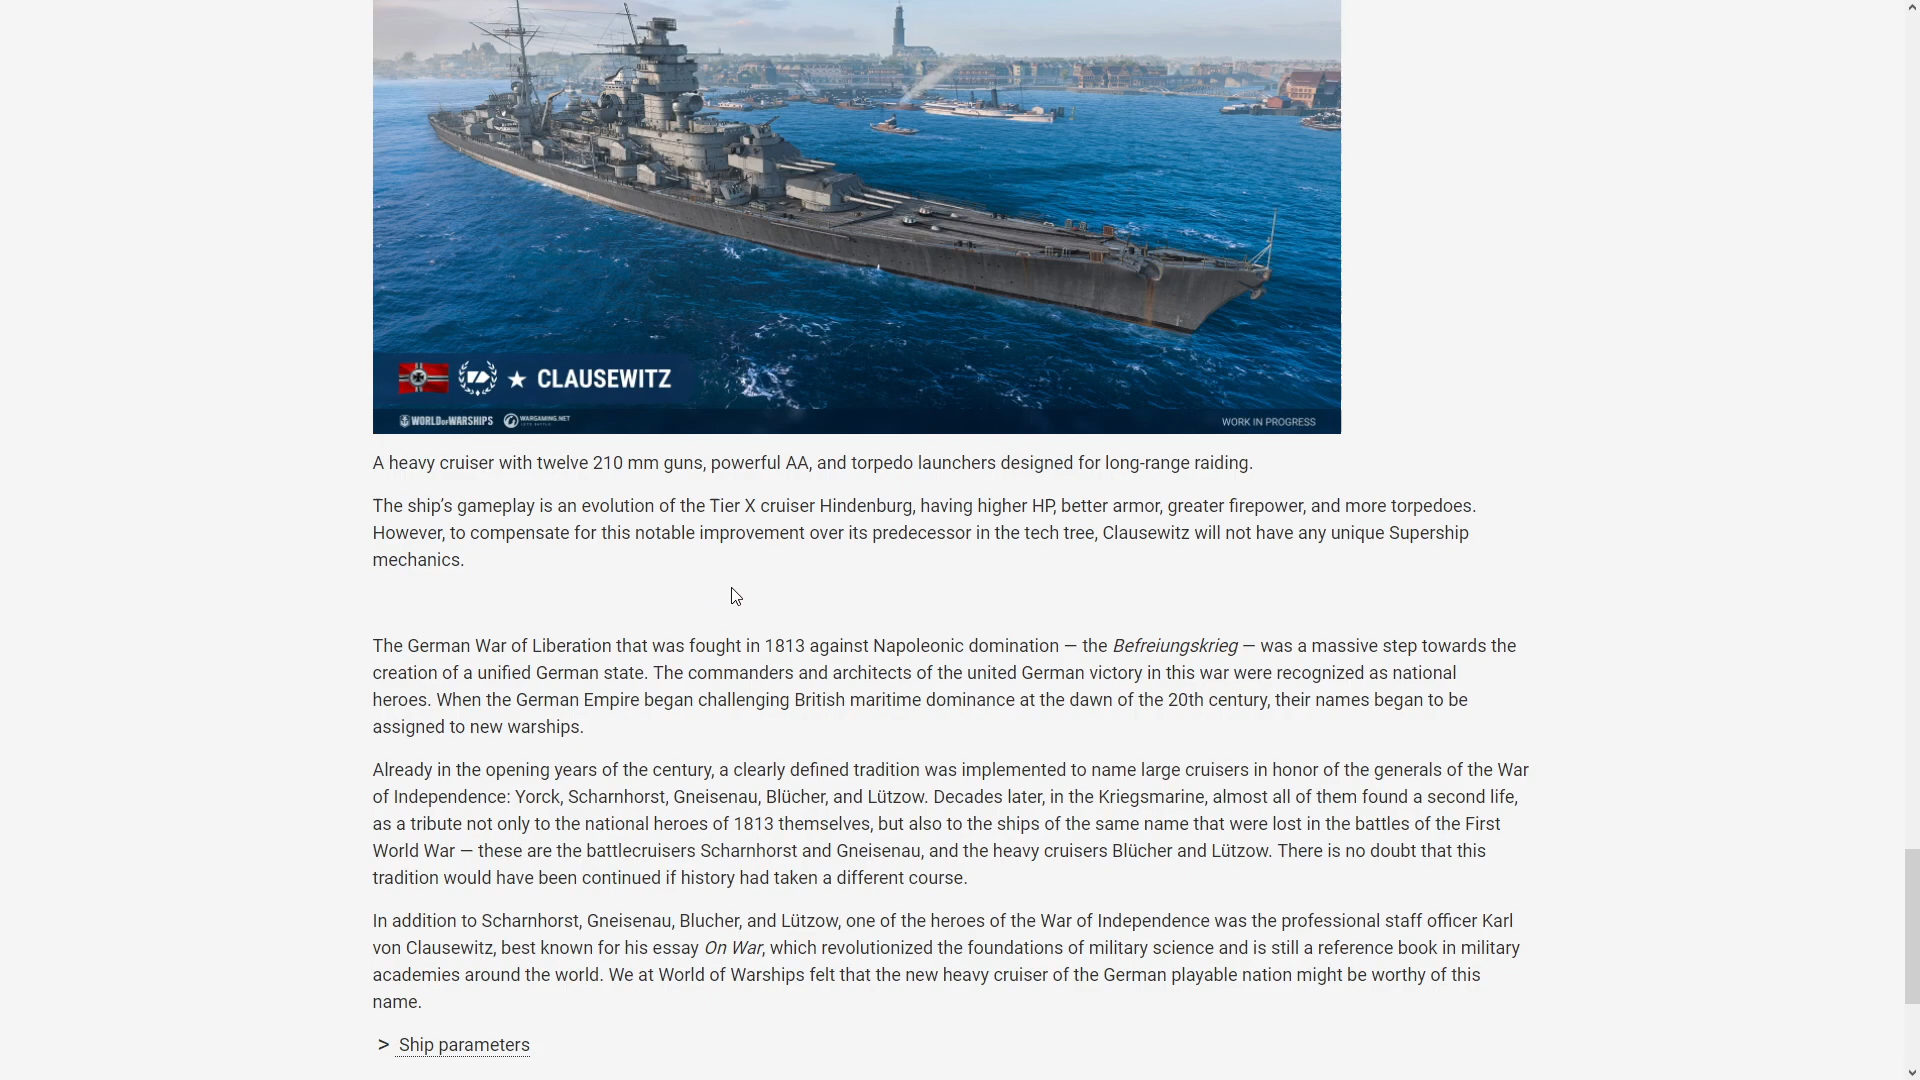 ★ CLAUSEWITZ
WORLD OF WARSHIPS WARGAMING.NET LET'S BATTLE WORK IN PROGRESS
A heavy cruiser with twelve 210 mm guns, powerful AA, and torpedo launchers designed for long-range raiding.
The ship’s gameplay is an evolution of the Tier X cruiser Hindenburg, having higher HP, better armor, greater firepower, and more torpedoes.
However, to compensate for this notable improvement over its predecessor in the tech tree, Clausewitz will not have any unique Supership
mechanics.
The German War of Liberation that was fought in 1813 against Napoleonic domination — the Befreiungskrieg — was a massive step towards the
creation of a unified German state. The commanders and architects of the united German victory in this war were recognized as national
heroes. When the German Empire began challenging British maritime dominance at the dawn of the 20th century, their names began to be
assigned to new warships.
Already in the opening years of the century, a clearly defined tradition was implemented to name large cruisers in honor of the generals of the War
of Independence: Yorck, Scharnhorst, Gneisenau, Blücher, and Lützow. Decades later, in the Kriegsmarine, almost all of them found a second life,
as a tribute not only to the national heroes of 1813 themselves, but also to the ships of the same name that were lost in the battles of the First
World War — these are the battlecruisers Scharnhorst and Gneisenau, and the heavy cruisers Blücher and Lützow. There is no doubt that this
tradition would have been continued if history had taken a different course.
In addition to Scharnhorst, Gneisenau, Blucher, and Lützow, one of the heroes of the War of Independence was the professional staff officer Karl
von Clausewitz, best known for his essay On War, which revolutionized the foundations of military science and is still a reference book in military
academies around the world. We at World of Warships felt that the new heavy cruiser of the German playable nation might be worthy of this
name.
> Ship parameters